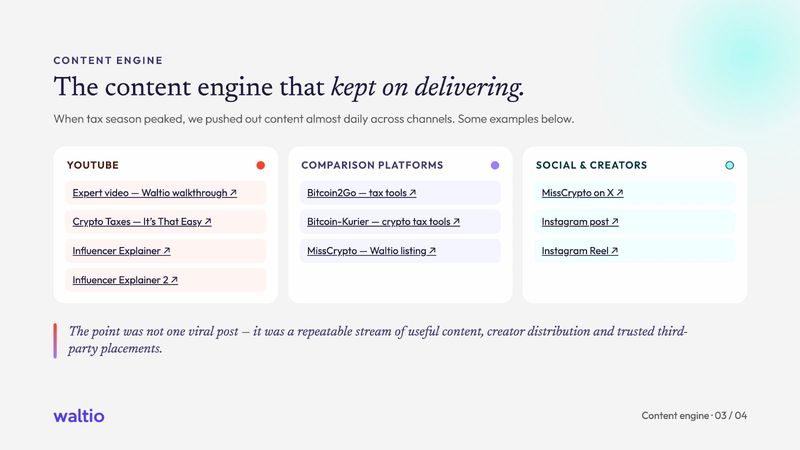 CONTENT ENGINE
The content engine that kept on delivering.
When tax season peaked, we pushed out content almost daily across channels. Some examples below.
YOUTUBE
Expert video — Waltio walkthrough ↗
Crypto Taxes — It’s That Easy ↗
Influencer Explainer ↗
Influencer Explainer 2 ↗
COMPARISON PLATFORMS
Bitcoin2Go — tax tools ↗
Bitcoin-Kurier — crypto tax tools ↗
MissCrypto — Waltio listing ↗
SOCIAL & CREATORS
MissCrypto on X ↗
Instagram post ↗
Instagram Reel ↗
The point was not one viral post — it was a repeatable stream of useful content, creator distribution and trusted third-
party placements.
waltio
Content engine · 03 / 04